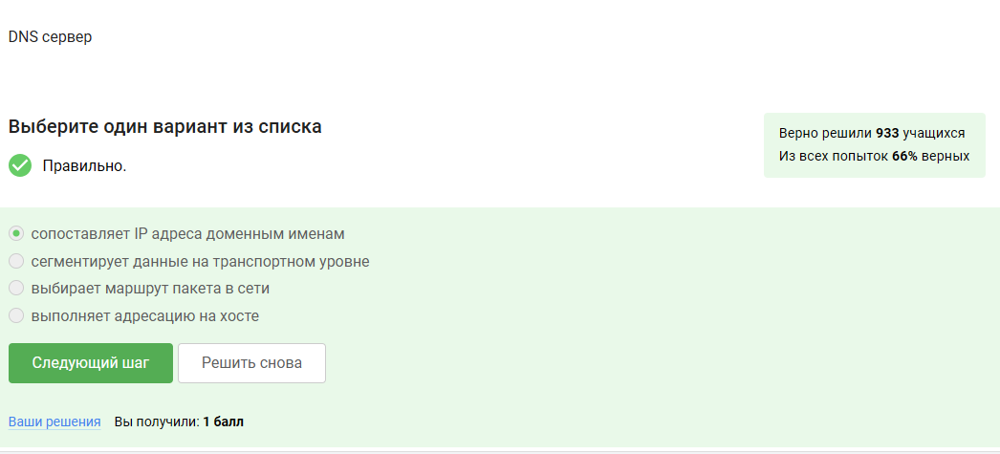 DNS сервер
Выберите один вариант из списка
Правильно.
Верно решили 933 учащихся
Из всех попыток 66% верных
сопоставляет IP адреса доменным именам
сегментирует данные на транспортном уровне
выбирает маршрут пакета в сети
выполняет адресацию на хосте
Следующий шаг
Решить снова
Ваши решения
Вы получили: 1 балл